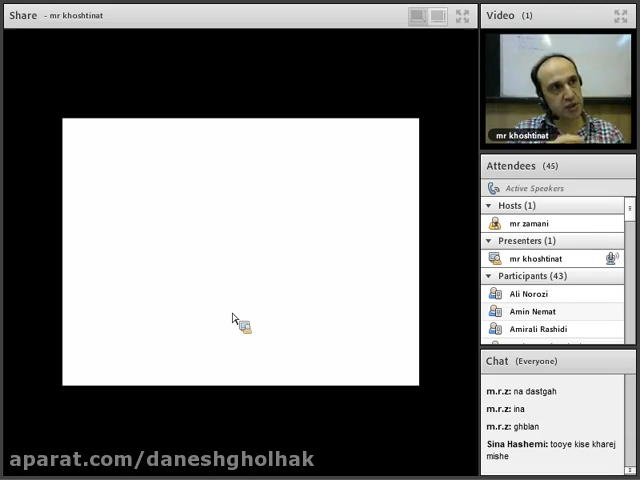 Share - mr khoshtinat
Video (1)
mr khoshtinat
Attendees (45)
Active Speakers
Hosts (1)
mr zamani
Presenters (1)
mr khoshtinat
Participants (43)
Ali Norozi
Amin Nemat
Amirali Rashidi
Chat (Everyone)
m.r.z: na dastgah
m.r.z: ina
m.r.z: ghblan
Sina Hashemi: tooye kise kharej
mishe
aparat.com/daneshgholhak